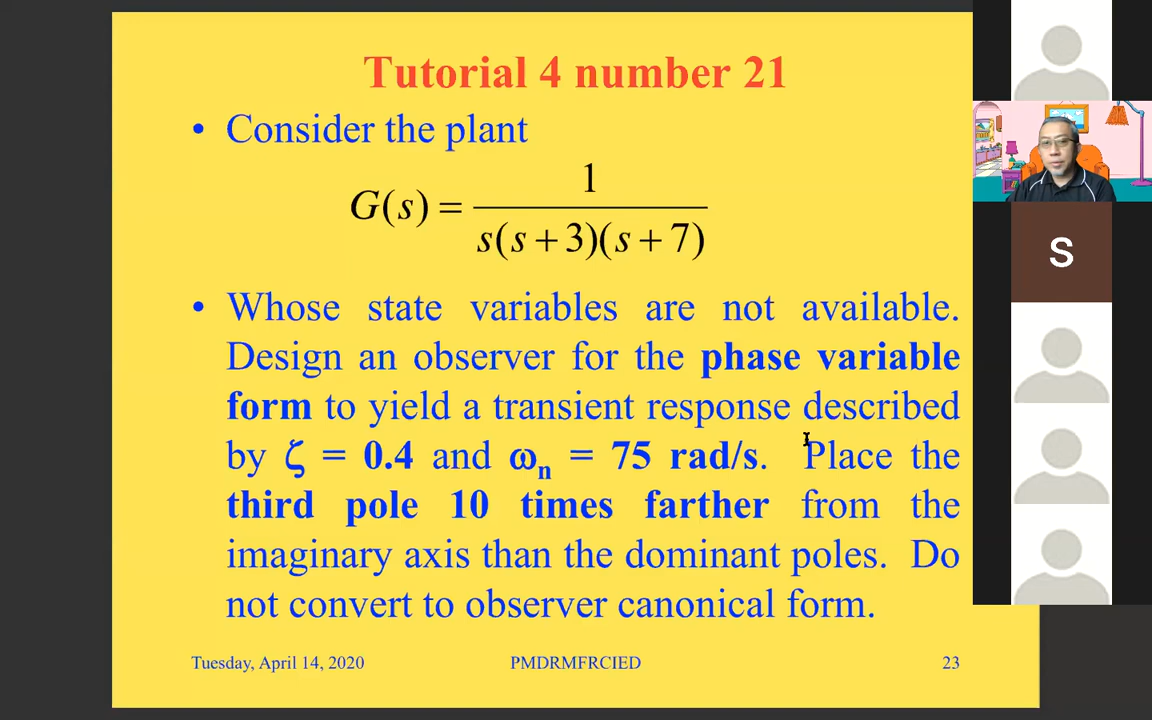 Tutorial 4 number 21
• Consider the plant
G(s) = 1 / s(s + 3)(s + 7)
• Whose state variables are not available.
Design an observer for the phase variable
form to yield a transient response described
by ζ = 0.4 and ωn = 75 rad/s. Place the
third pole 10 times farther from the
imaginary axis than the dominant poles. Do
not convert to observer canonical form.
Tuesday, April 14, 2020
PMDRMFRCIED
23
S